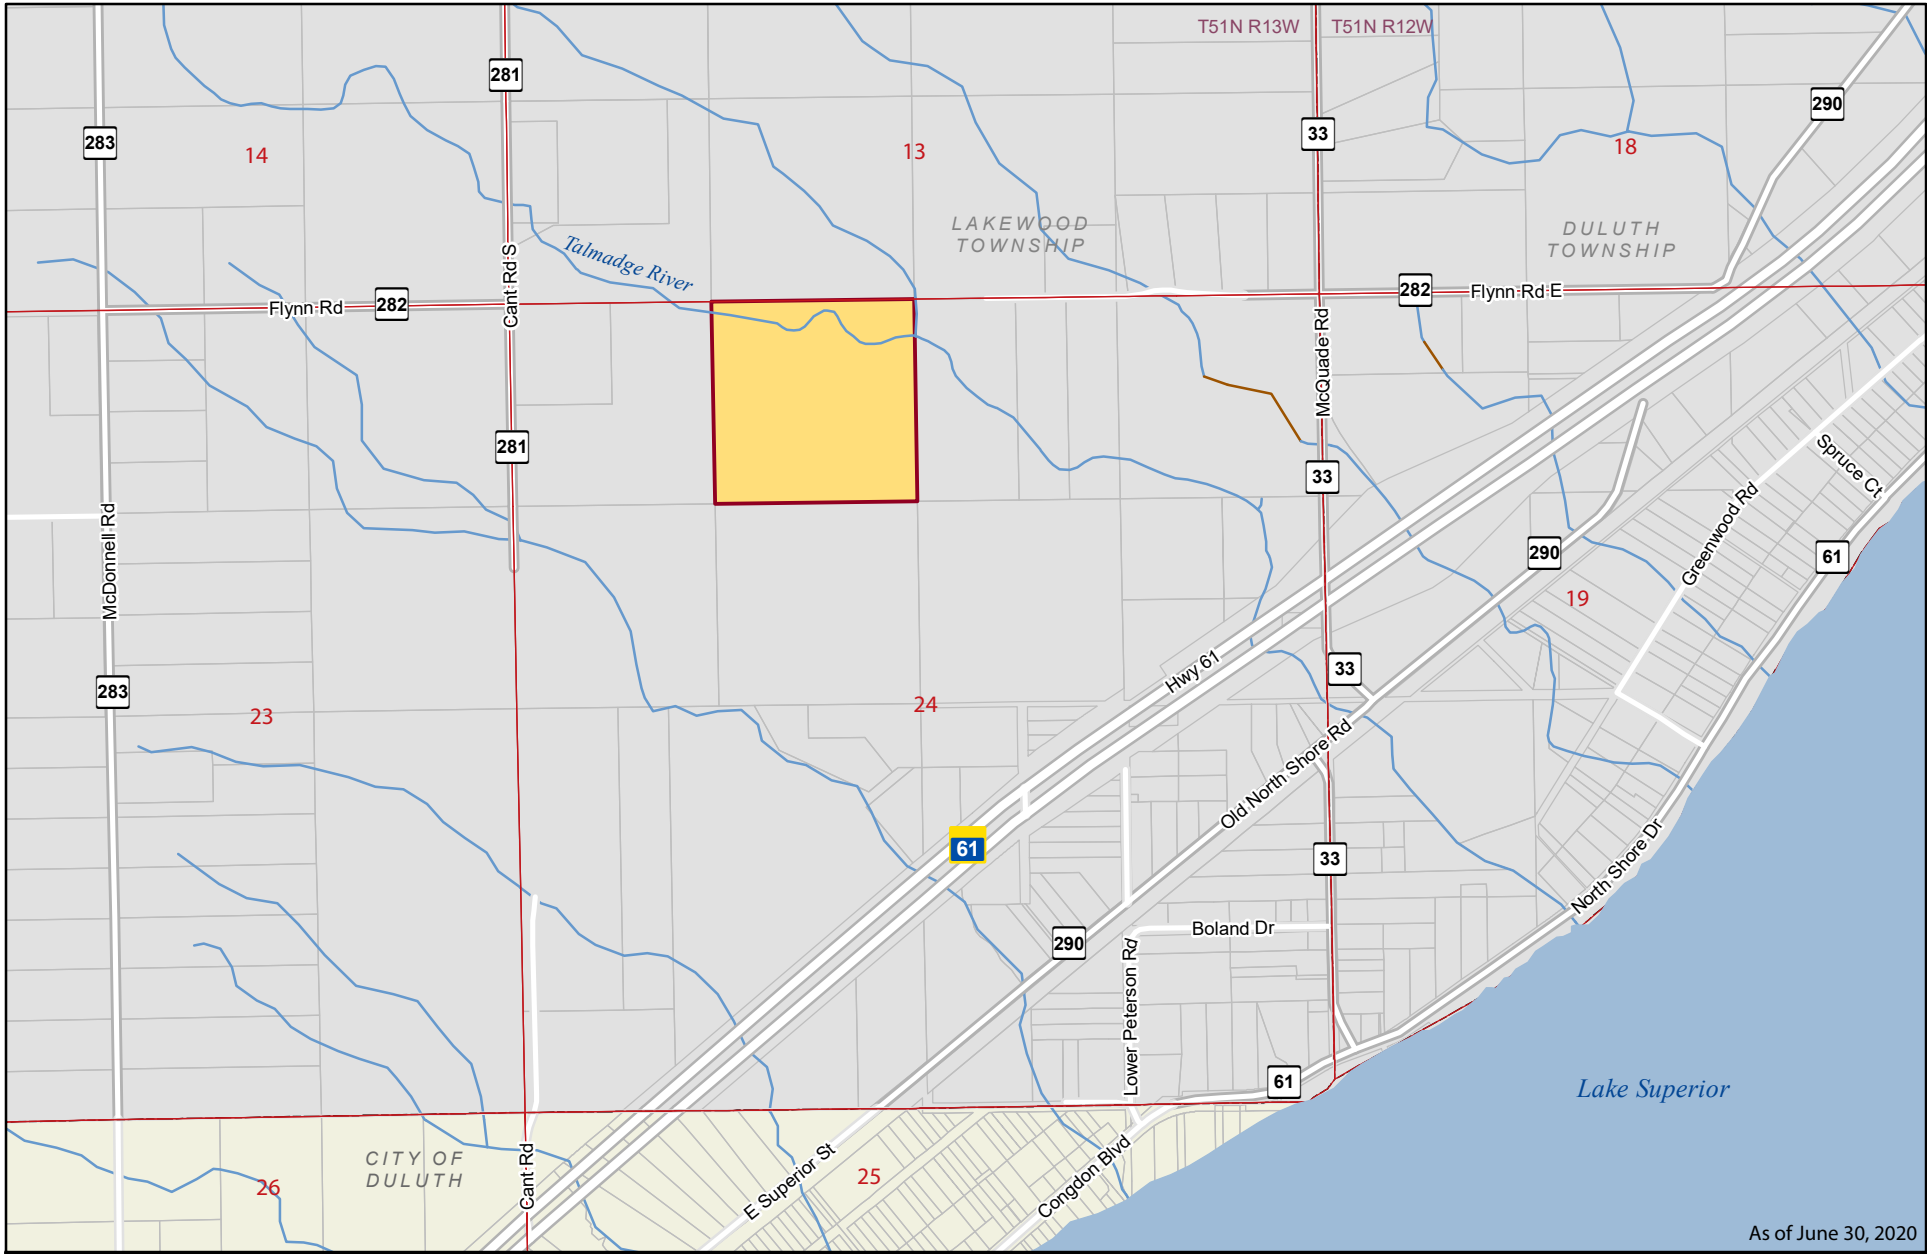 T51N R13W
T51N R12W
281
290
33
283
14
13
18
LAKEWOOD
TOWNSHIP
DULUTH
TOWNSHIP
Talmadge River
Cant Rd S
Flynn Rd
282
282
Flynn Rd E
McQuade Rd
281
33
Spruce Ct
Greenwood Rd
McDonnell Rd
290
61
19
Hwy 61
33
283
23
24
Old North Shore Rd
61
33
North Shore Dr
290
Boland Dr
Lower Peterson Rd
61
Lake Superior
CITY OF
DULUTH
26
Cant Rd
E Superior St
25
Congdon Blvd
As of June 30, 2020